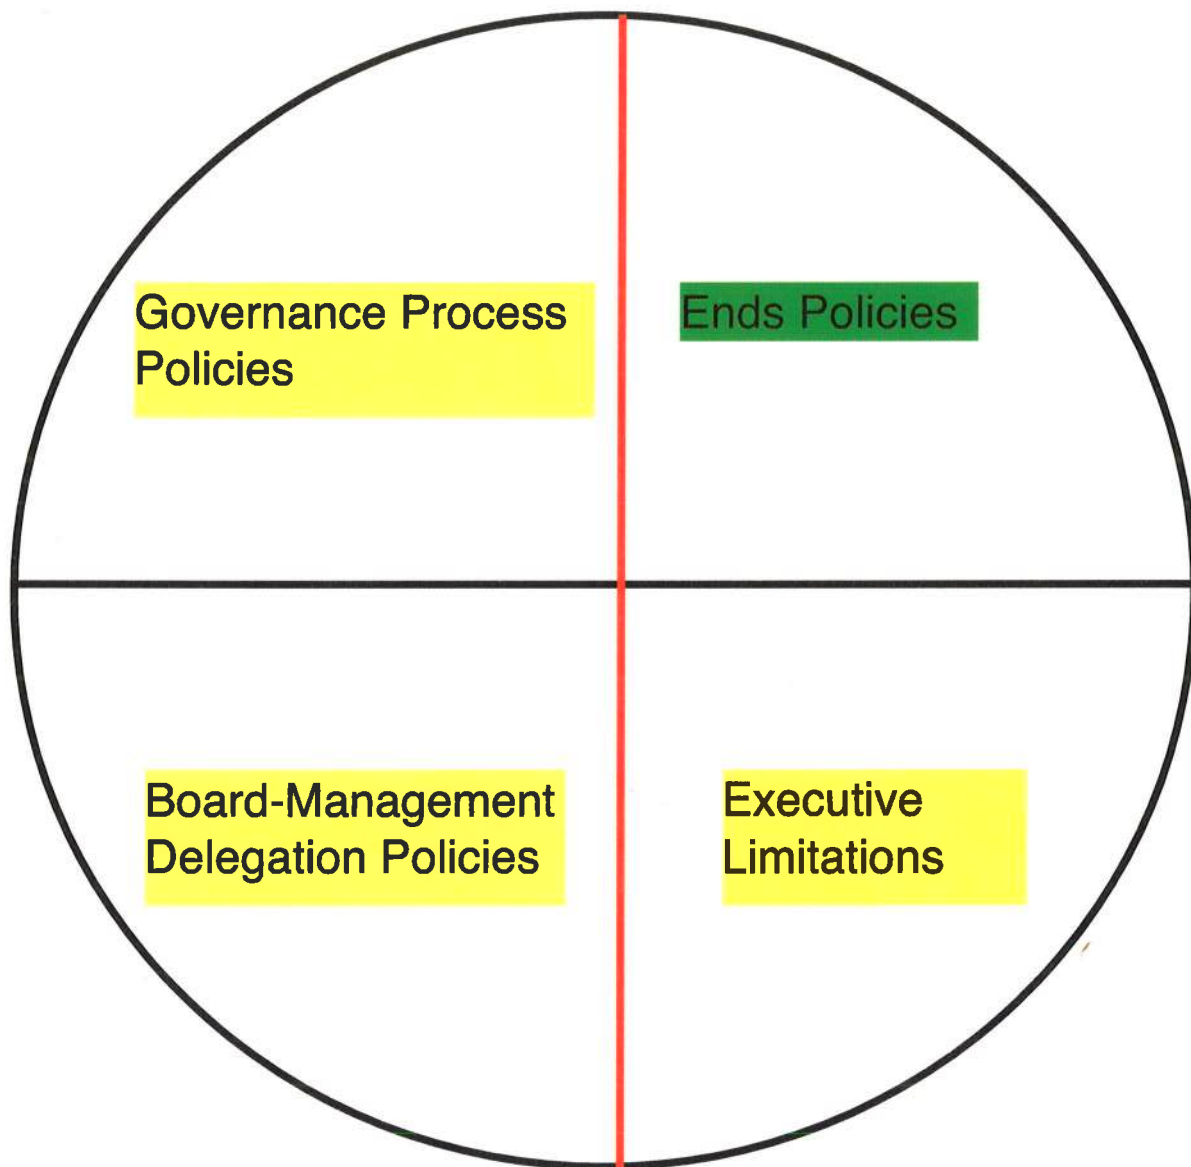 Governance Process
Policies
Ends Policies
Board-Management
Delegation Policies
Executive
Limitations